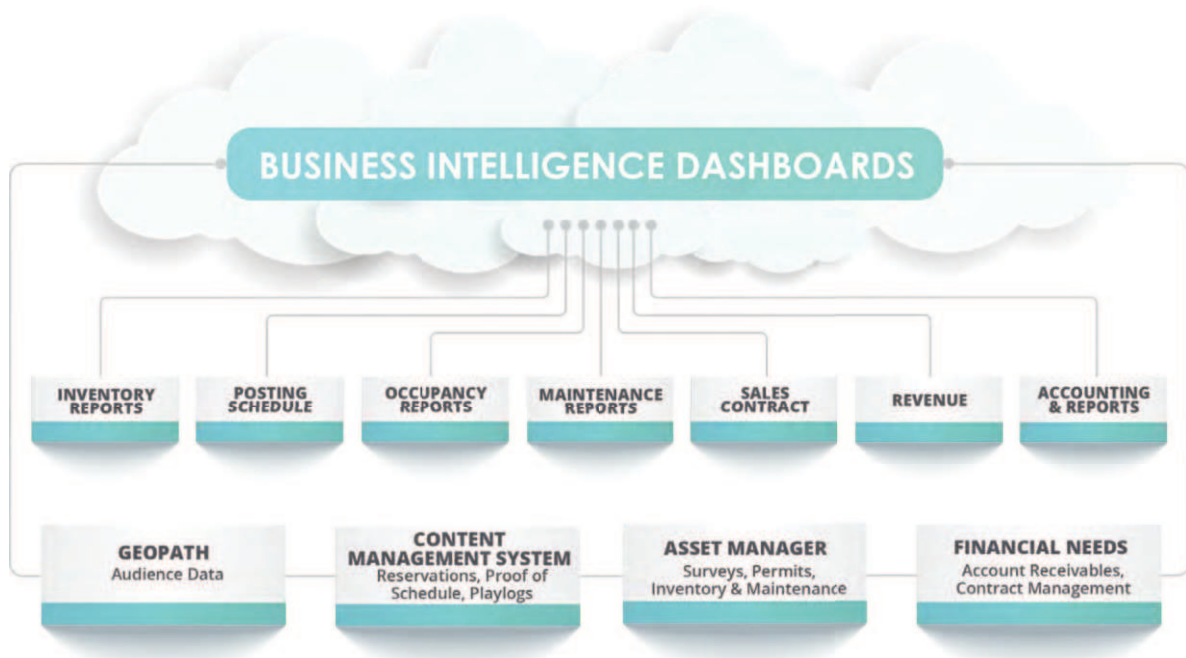 BUSINESS INTELLIGENCE DASHBOARDS
INVENTORY
REPORTS
POSTING
SCHEDULE
OCCUPANCY
REPORTS
MAINTENANCE
REPORTS
SALES
CONTRACT
REVENUE
ACCOUNTING
& REPORTS
GEOPATH
Audience Data
CONTENT
MANAGEMENT SYSTEM
Reservations, Proof of
Schedule, Playlogs
ASSET MANAGER
Surveys, Permits,
Inventory & Maintenance
FINANCIAL NEEDS
Account Receivables,
Contract Management